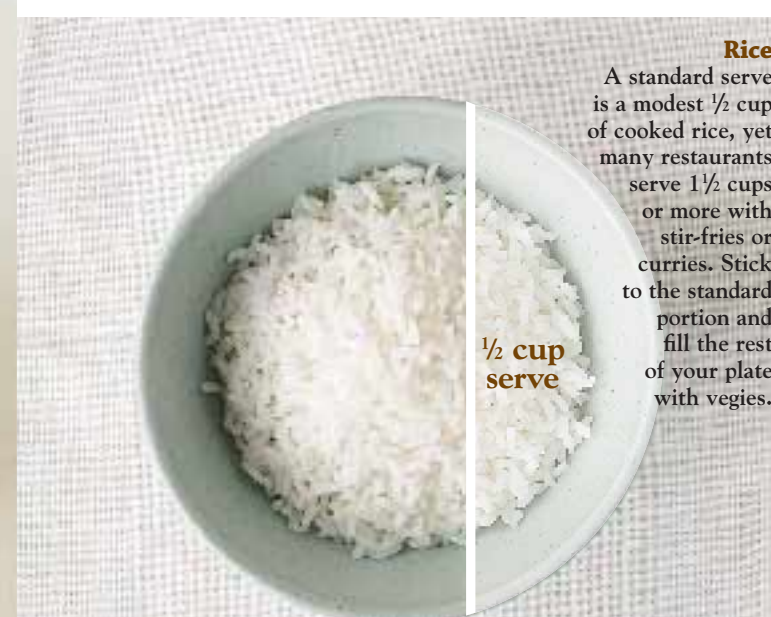 Rice
A standard serve
is a modest ½ cup
of cooked rice, yet
many restaurants
serve 1½ cups
or more with
stir-fries or
curries. Stick
to the standard
portion and
fill the rest
of your plate
with vegies.
½ cup
serve